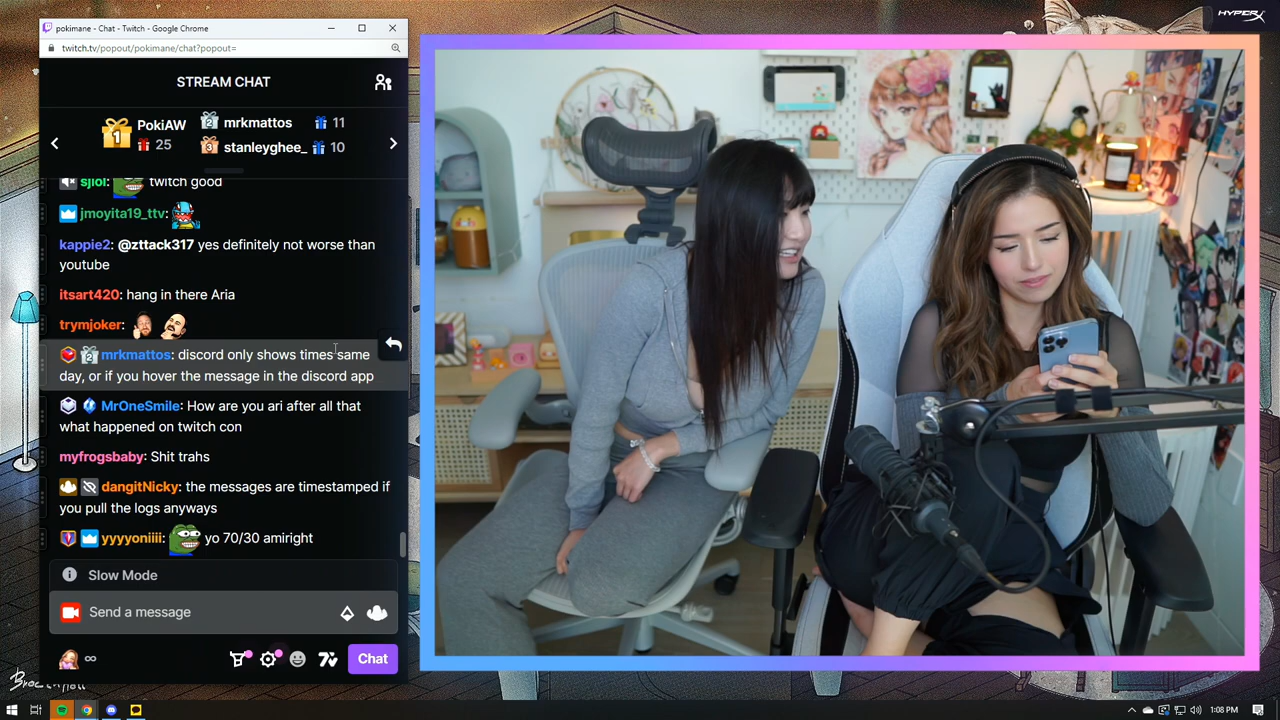 pokimane - Chat - Twitch - Google Chrome
twitch.tv/popout/pokimane/chat?popout=
HYPERX
STREAM CHAT
1 PokiAW 25
2 mrkmattos 11
3 stanleyghee_ 10
sjiol: twitch good
jmoyita19_ttv:
kappie2: @zttack317 yes definitely not worse than
youtube
itsart420: hang in there Aria
trymjoker:
2 mrkmattos: discord only shows times same
day, or if you hover the message in the discord app
MrOneSmile: How are you ari after all that
what happened on twitch con
myfrogsbaby: Shit trahs
dangitNicky: the messages are timestamped if
you pull the logs anyways
yyyyoniiii: yo 70/30 amiright
Slow Mode
Send a message
∞
Chat
1:08 PM